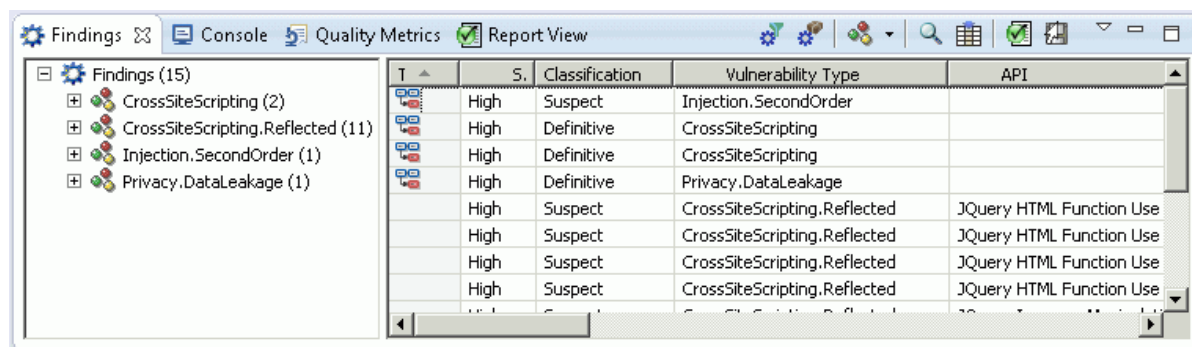 Findings Console Quality Metrics Report View
Findings (15)
CrossSiteScripting (2)
CrossSiteScripting.Reflected (11)
Injection.SecondOrder (1)
Privacy.DataLeakage (1)
T S. Classification Vulnerability Type API
High Suspect Injection.SecondOrder
High Definitive CrossSiteScripting
High Definitive CrossSiteScripting
High Definitive Privacy.DataLeakage
High Suspect CrossSiteScripting.Reflected JQuery HTML Function Use
High Suspect CrossSiteScripting.Reflected JQuery HTML Function Use
High Suspect CrossSiteScripting.Reflected JQuery HTML Function Use
High Suspect CrossSiteScripting.Reflected JQuery HTML Function Use